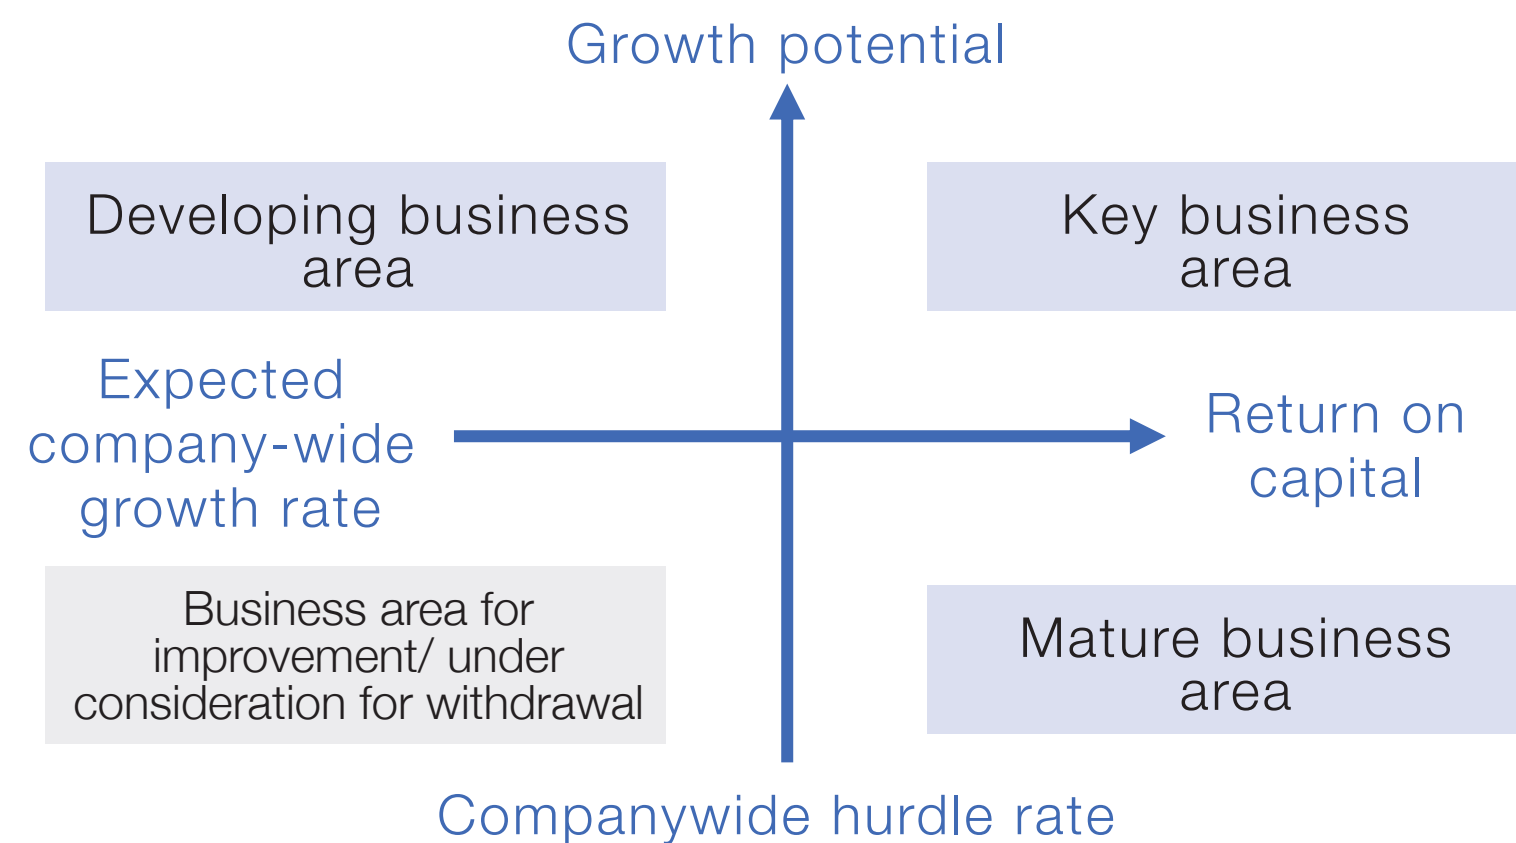 Growth potential
Developing business
area
Key business
area
Expected
company-wide
growth rate
Return on
capital
Business area for
improvement/ under
consideration for withdrawal
Mature business
area
Companywide hurdle rate